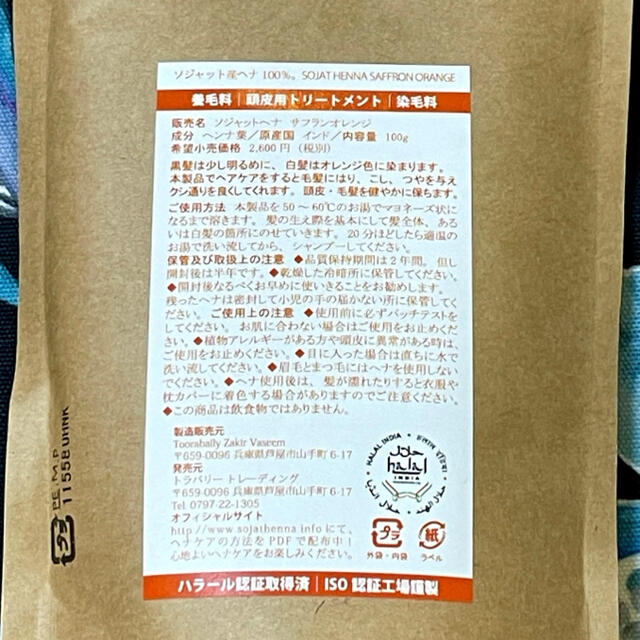 ソジャット産ヘナ 100%。SOJAT HENNA SAFFRON ORANGE
養毛料｜頭皮用トリートメント｜染毛料
販売名 ソジャットヘナ サフランオレンジ
成分 ヘンナ葉／原産国 インド／内容量 100g
希望小売価格 2,600円（税別）
黒髪は少し明るめに、白髪はオレンジ色に染まります。
本製品でヘアケアをすると毛髪にはり、こし、つやを与え
クシ通りを良くしてくれます。頭皮・毛髪を健やかに保ちます。
ご使用方法 本製品を50～60℃のお湯でマヨネーズ状に
なるまで溶きます。髪の生え際を基本にして髪全体、ある
いは白髪の箇所にのせていきます。20分ほどしたら適温の
お湯で洗い流してから、シャンプーしてください。
保管及び取扱上の注意 ◆品質保持期間は2年間。但し
開封後は半年です。◆乾燥した冷暗所に保管してください。
◆開封後なるべくお早めに使いきることをお勧めします。
残ったヘナは密封して小児の手の届かない所に保管してく
ださい。ご使用上の注意 ◆使用前に必ずパッチテストを
してください。お肌に合わない場合はご使用をお止めくだ
さい。◆植物アレルギーがある方や頭皮に異常がある時は、
ご使用をお止めください。◆目に入った場合は直ちに水で
洗い流してください。◆眉毛とまつ毛にはヘナを使用しない
でください。◆ヘナ使用後は、髪が濡れたりすると衣服や
枕カバーに着色する場合がありますのでご注意ください。
◆この商品は飲食物ではありません。
製造販売元
Toorabally Zakir Vaseem
〒659-0096 兵庫県芦屋市山手町 6-17
発売元
トラバリー トレーディング
〒659-0096 兵庫県芦屋市山手町 6-17
Tel 0797-22-1305
オフィシャルサイト
http://www.sojathenna.infoにて、
ヘナケアの方法をPDFで配布中！
心地よいヘナケアをお楽しみください。
HALAL INDIA
حلال
halal
INDIA
プラ
外袋・内袋
紙
ラベル
ハラール認証取得済｜ISO 認証工場謹製
プラ
PE,M,P
11558UHNK